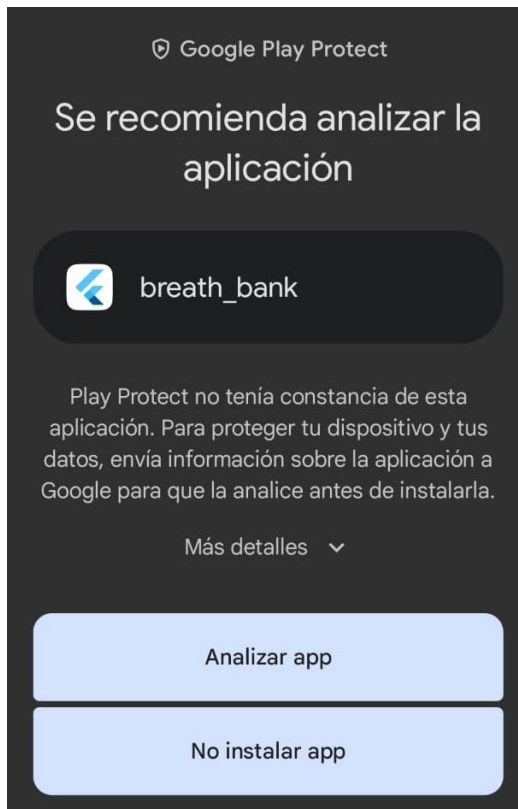 Google Play Protect
Se recomienda analizar la
aplicación
breath_bank
Play Protect no tenía constancia de esta
aplicación. Para proteger tu dispositivo y tus
datos, envía información sobre la aplicación a
Google para que la analice antes de instalarla.
Más detalles
Analizar app
No instalar app